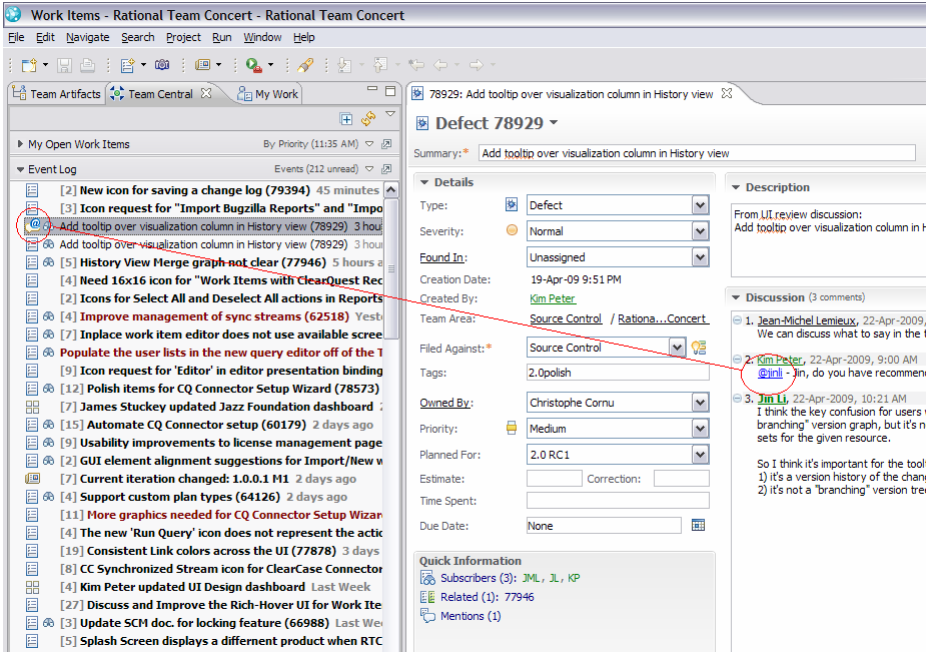 Work Items - Rational Team Concert - Rational Team Concert
File Edit Navigate Search Project Run Window Help
Team Artifacts Team Central My Work
My Open Work Items By Priority (11:35 AM)
Event Log Events (212 unread)
[2] New icon for saving a change log (79394) 45 minutes
[3] Icon request for "Import Bugzilla Reports" and "Impo
@ Add tooltip over visualization column in History view (78929) 3 hou
Add tooltip over visualization column in History view (78929) 3 hou
[5] History View Merge graph not clear (77946) 5 hours a
[4] Need 16x16 icon for "Work Items with ClearQuest Rec
[2] Icons for Select All and Deselect All actions in Reports
[4] Improve management of sync streams (62518) Yest
[7] Inplace work item editor does not use available scree
Populate the user lists in the new query editor off of the T
[9] Icon request for 'Editor' in editor presentation binding
[12] Polish items for CQ Connector Setup Wizard (78573)
[7] James Stuckey updated Jazz Foundation dashboard 2
[15] Automate CQ Connector setup (60179) 2 days ago
[9] Usability improvements to license management page
[2] GUI element alignment suggestions for Import/New w
[7] Current iteration changed: 1.0.0.1 M1 2 days ago
[4] Support custom plan types (64126) 2 days ago
[11] More graphics needed for CQ Connector Setup Wizar
[4] The new 'Run Query' icon does not represent the actio
[19] Consistent Link colors across the UI (77878) 3 days
[8] CC Synchronized Stream icon for ClearCase Connector
[4] Kim Peter updated UI Design dashboard Last Week
[27] Discuss and Improve the Rich-Hover UI for Work Ite
[3] Update SCM doc. for locking feature (66988) Last Wee
[5] Splash Screen displays a differnent product when RTC
78929: Add tooltip over visualization column in History view
Defect 78929
Summary:* Add tooltip over visualization column in History view
Details
Type: Defect
Severity: Normal
Found In: Unassigned
Creation Date: 19-Apr-09 9:51 PM
Created By: Kim Peter
Team Area: Source Control / Rationa...Concert
Filed Against:* Source Control
Tags: 2.0polish
Owned By: Christophe Cornu
Priority: Medium
Planned For: 2.0 RC1
Estimate: Correction:
Time Spent:
Due Date: None
Quick Information
Subscribers (3): JML, JL, KP
Related (1): 77946
Mentions (1)
Description
From UI review discussion:
Add tooltip over visualization column in H
Discussion (3 comments)
1. Jean-Michel Lemieux, 22-Apr-2009,
We can discuss what to say in the t
2. Kim Peter, 22-Apr-2009, 9:00 AM
@jinli - Jin, do you have recommen
3. Jin Li, 22-Apr-2009, 10:21 AM
I think the key confusion for users
branching" version graph, but it's n
sets for the given resource.
So I think it's important for the tool
1) it's a version history of the chan
2) it's not a "branching" version tre